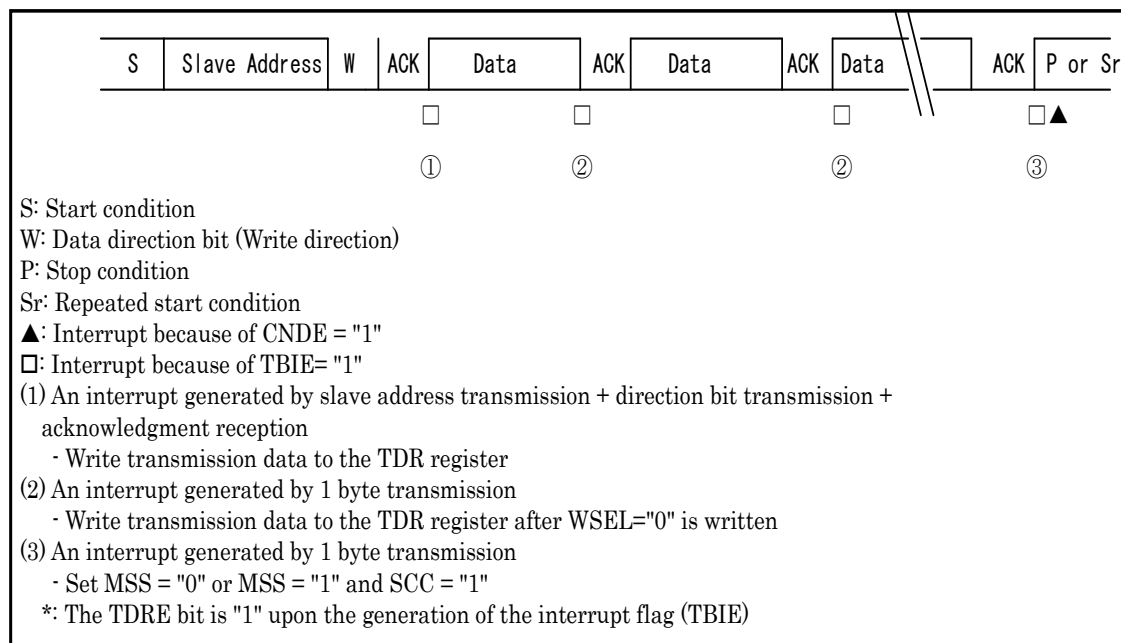 S Slave Address W ACK Data ACK Data ACK Data ACK P or Sr
□ □ □ □▲
① ② ② ③
S: Start condition
W: Data direction bit (Write direction)
P: Stop condition
Sr: Repeated start condition
▲: Interrupt because of CNDE = "1"
□: Interrupt because of TBIE= "1"
(1) An interrupt generated by slave address transmission + direction bit transmission +
acknowledgment reception
- Write transmission data to the TDR register
(2) An interrupt generated by 1 byte transmission
- Write transmission data to the TDR register after WSEL="0" is written
(3) An interrupt generated by 1 byte transmission
- Set MSS = "0" or MSS = "1" and SCC = "1"
*: The TDRE bit is "1" upon the generation of the interrupt flag (TBIE)